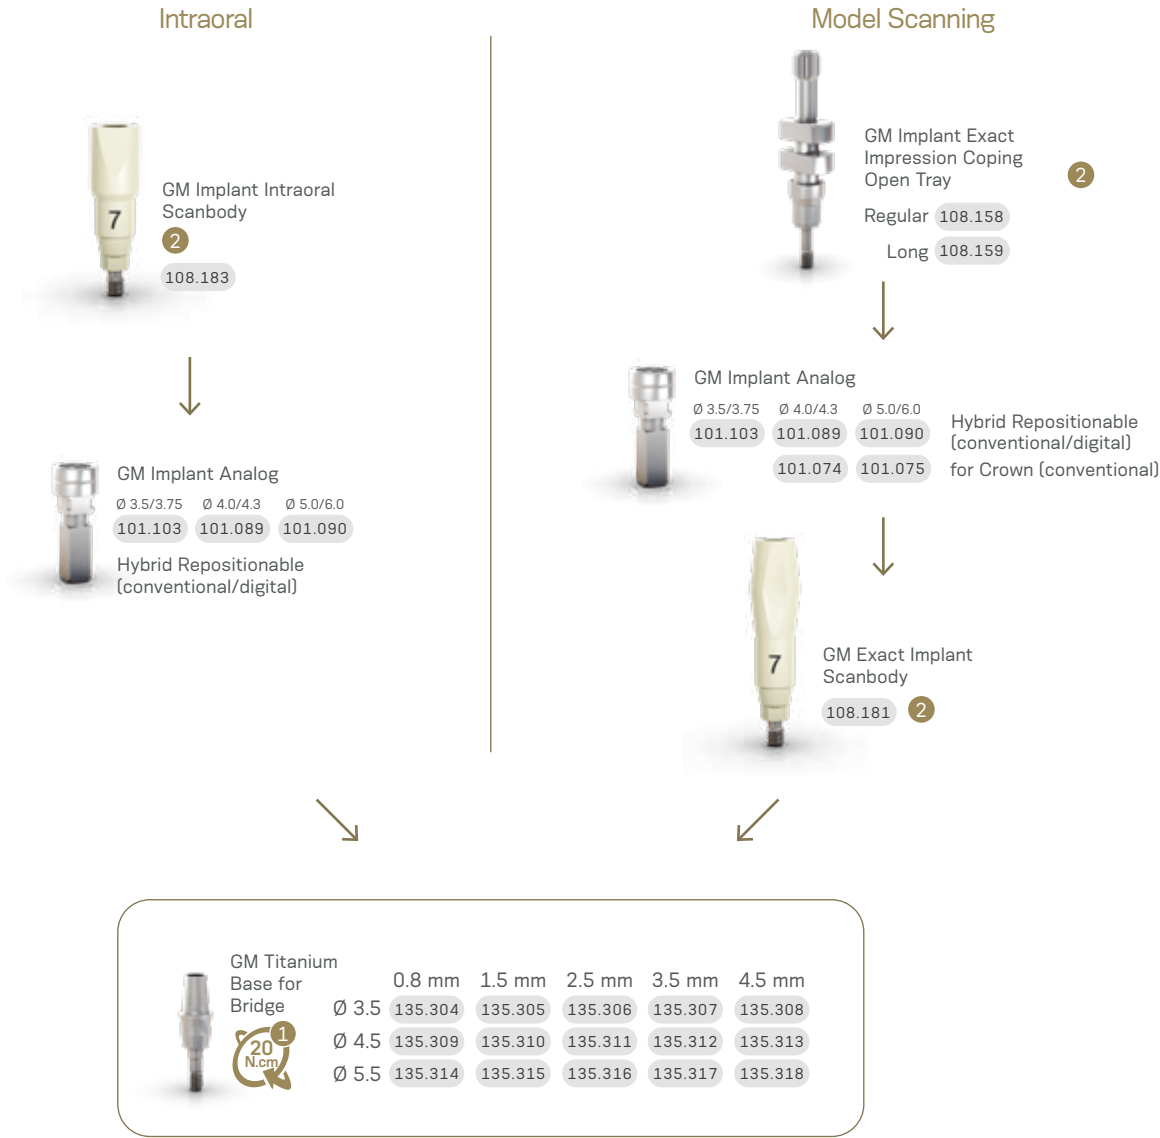 Intraoral
7
GM Implant Intraoral
Scanbody
2
108.183
GM Implant Analog
Ø 3.5/3.75 Ø 4.0/4.3 Ø 5.0/6.0
101.103 101.089 101.090
Hybrid Repositionable
(conventional/digital)
Model Scanning
GM Implant Exact
Impression Coping
Open Tray
2
Regular 108.158
Long 108.159
GM Implant Analog
Ø 3.5/3.75 Ø 4.0/4.3 Ø 5.0/6.0
101.103 101.089 101.090
Hybrid Repositionable
(conventional/digital)
101.074 101.075 for Crown (conventional)
7
GM Exact Implant
Scanbody
108.181 2
GM Titanium
Base for
Bridge
1
20
N.cm
0.8 mm 1.5 mm 2.5 mm 3.5 mm 4.5 mm
Ø 3.5 135.304 135.305 135.306 135.307 135.308
Ø 4.5 135.309 135.310 135.311 135.312 135.313
Ø 5.5 135.314 135.315 135.316 135.317 135.318